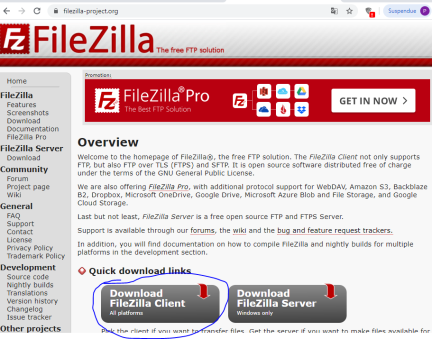 filezilla-project.org
Suspendue
P
Fz FileZilla The free FTP solution
Home
FileZilla
Features
Screenshots
Download
Documentation
FileZilla Pro
FileZilla Server
Download
Community
Forum
Project page
Wiki
General
FAQ
Support
Contact
License
Privacy Policy
Trademark Policy
Development
Source code
Nightly builds
Translations
Version history
Changelog
Issue tracker
Other projects
Promotion:
Fz FileZilla® Pro
The Best FTP Solution
Fz
GET IN NOW >
Overview
Welcome to the homepage of FileZilla®, the free FTP solution. The FileZilla Client not only supports
FTP, but also FTP over TLS (FTPS) and SFTP. It is open source software distributed free of charge
under the terms of the GNU General Public License.
We are also offering FileZilla Pro, with additional protocol support for WebDAV, Amazon S3, Backblaze
B2, Dropbox, Microsoft OneDrive, Google Drive, Microsoft Azure Blob and File Storage, and Google
Cloud Storage.
Last but not least, FileZilla Server is a free open source FTP and FTPS Server.
Support is available through our forums, the wiki and the bug and feature request trackers.
In addition, you will find documentation on how to compile FileZilla and nightly builds for multiple
platforms in the development section.
Quick download links
Download
FileZilla Client
All platforms
Download
FileZilla Server
Windows only
Pick the client if you want to transfer files. Get the server if you want to make files available for